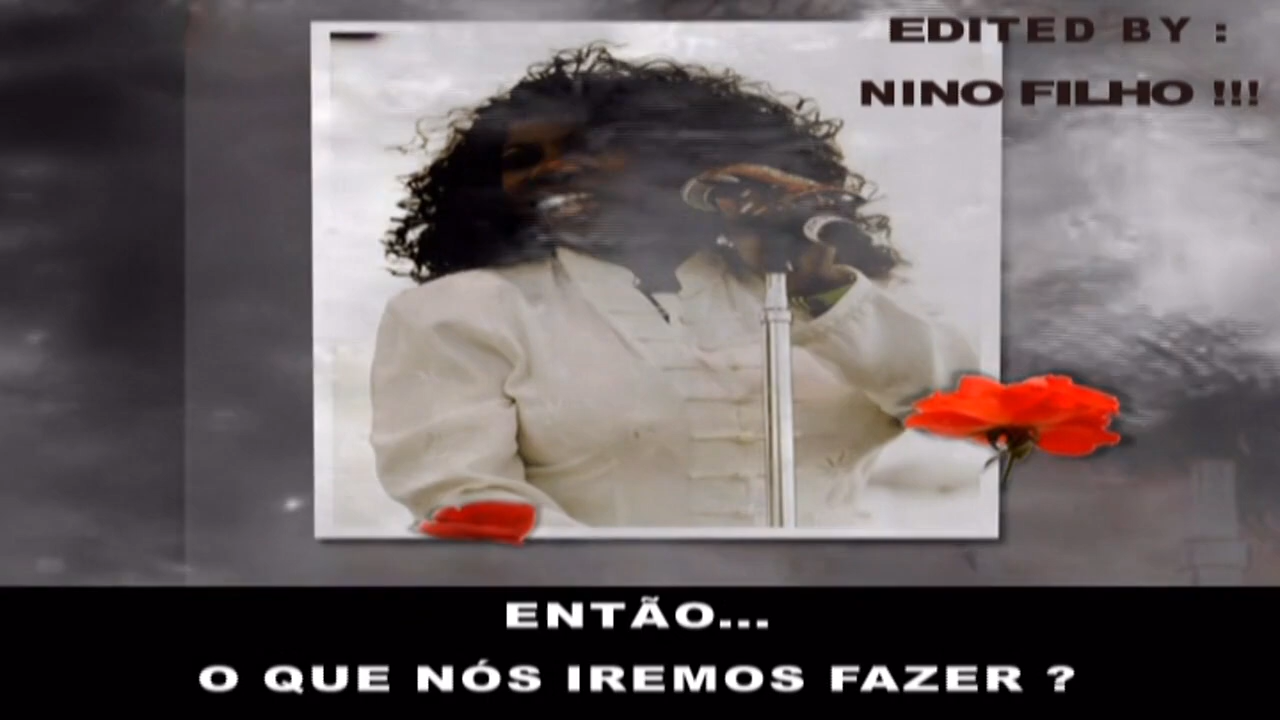 EDITED BY :
NINO FILHO !!!
ENTÃO...
O QUE NÓS IREMOS FAZER ?